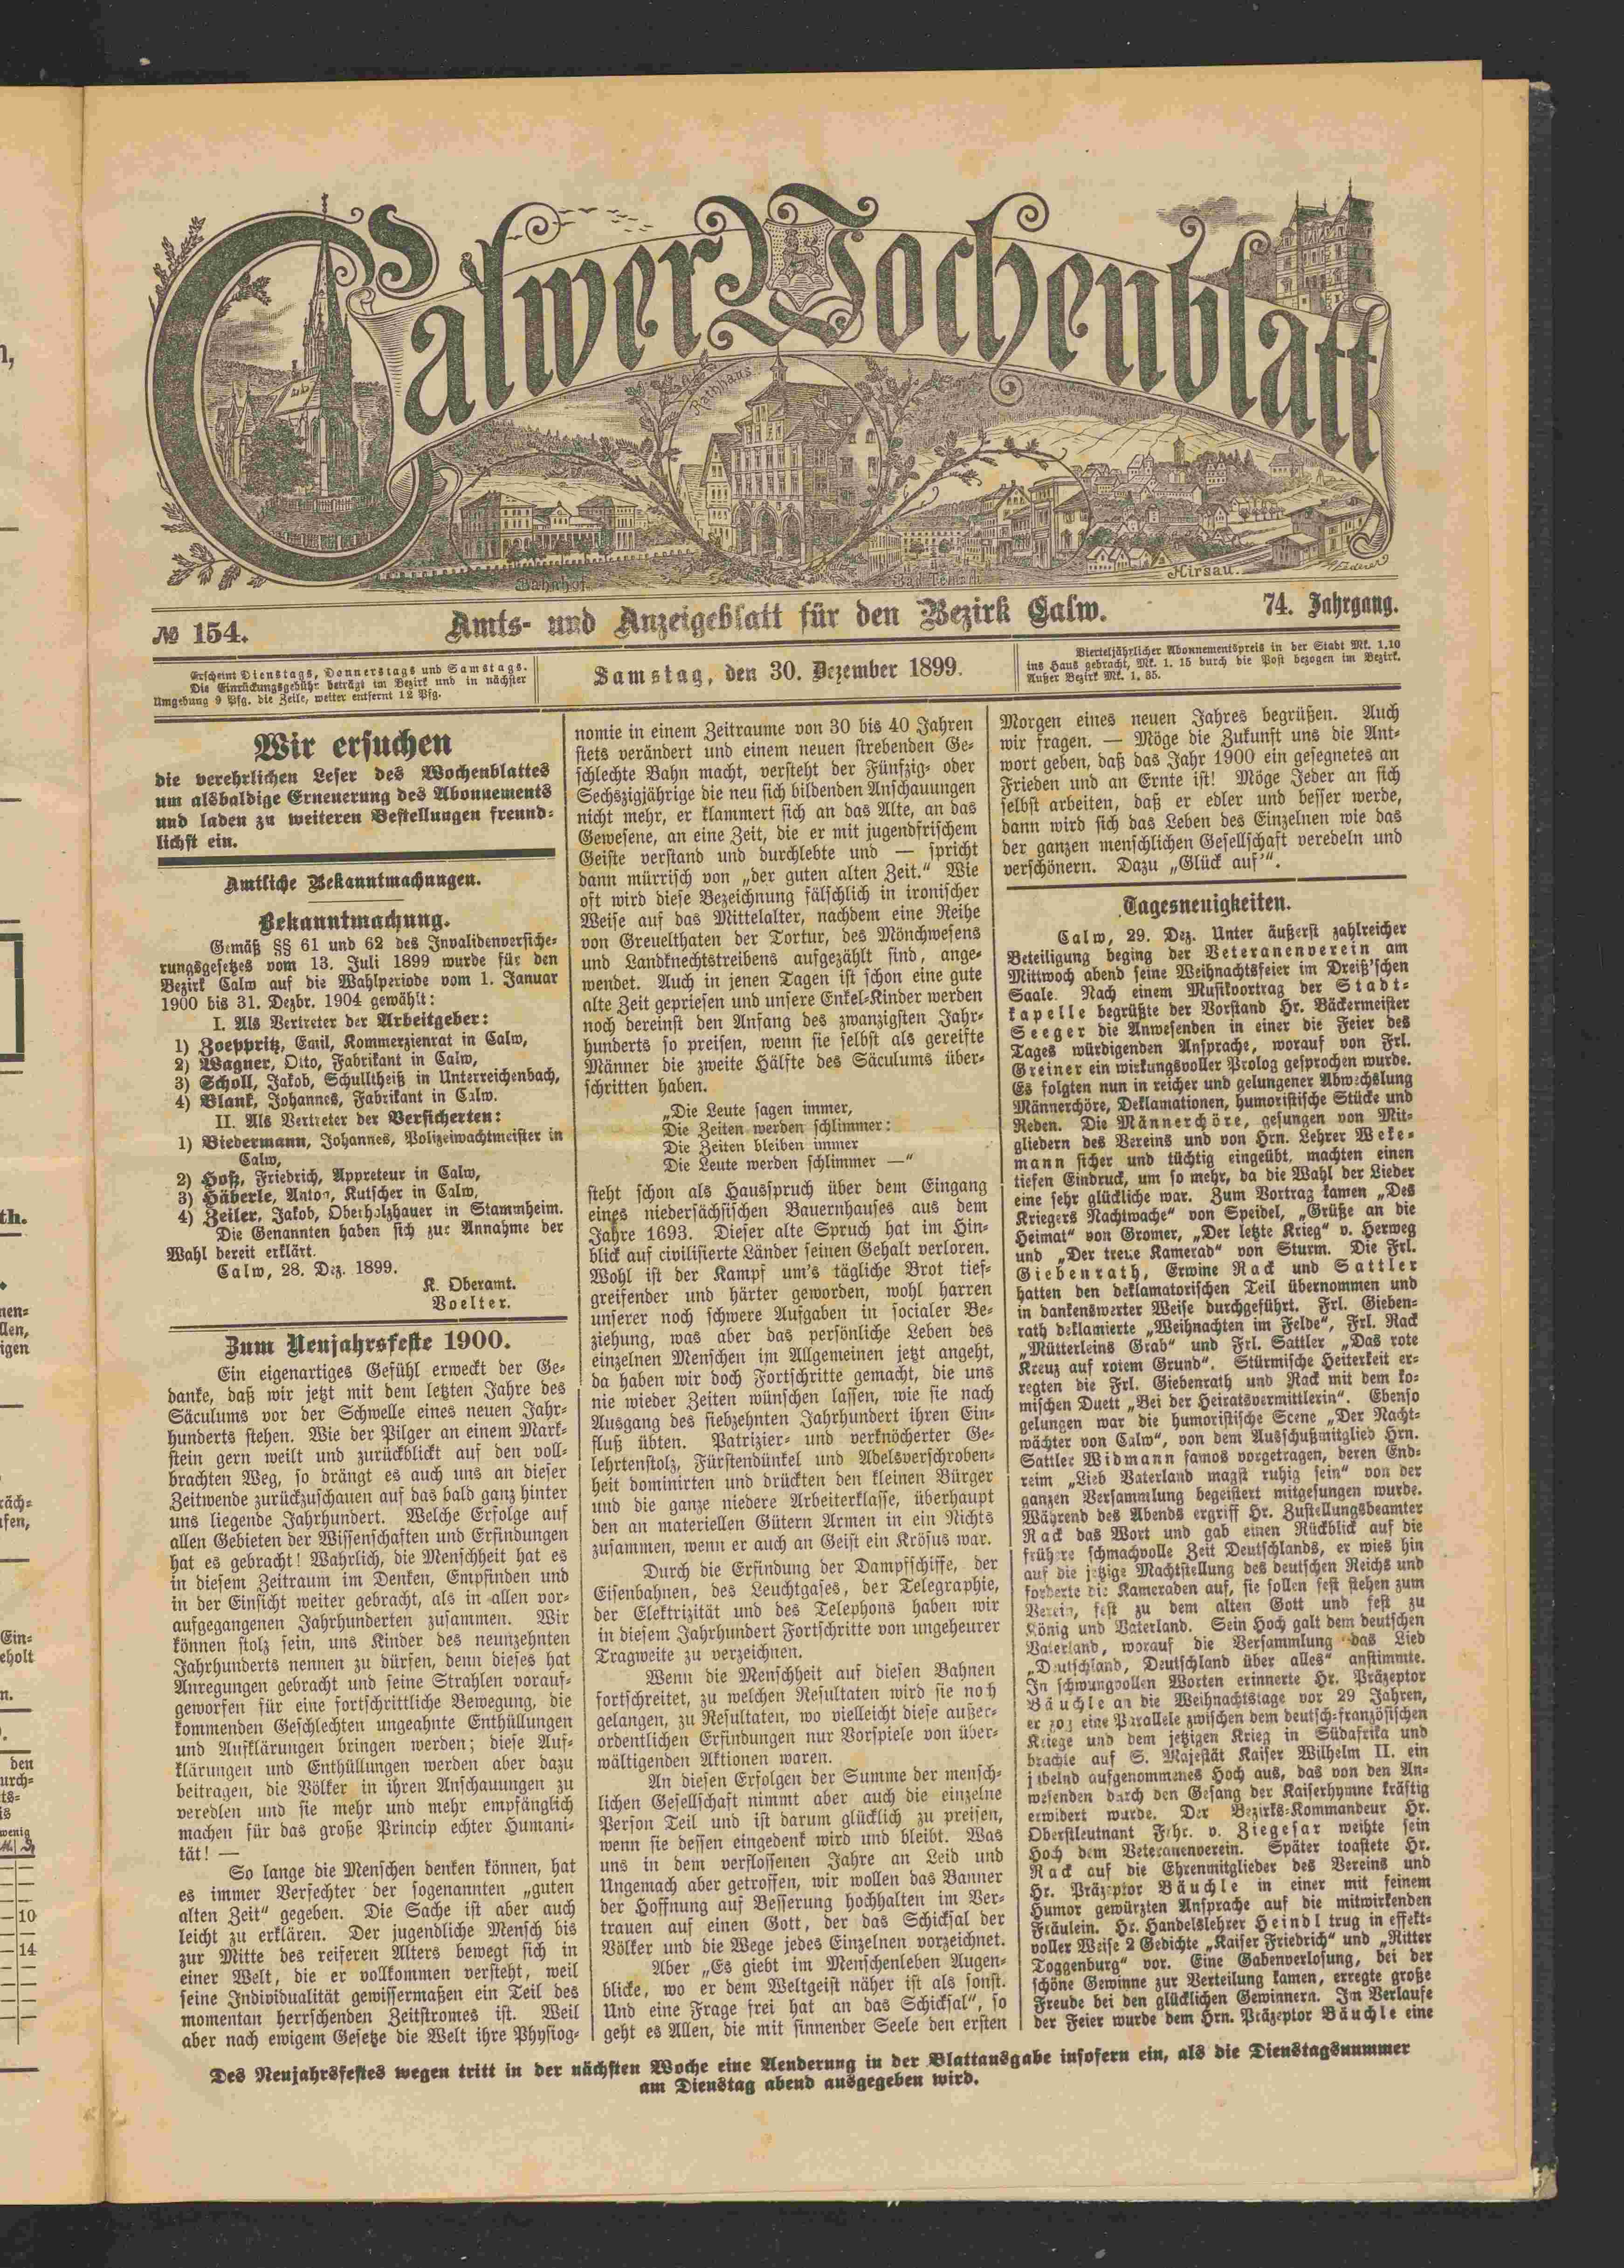 Calwer Wochenblatt
Rathhaus
Bahnhof.
Bad Teinach
Hirsau.
№ 154.
Amts- und Anzeigeblatt für den Bezirk Calw.
74. Jahrgang.
Erscheint Dienstags, Donnerstags und Samstags.
Die Einrückungsgebühr beträgt im Bezirk und in nächster
Umgebung 9 Pfg. die Zeile, weiter entfernt 12 Pfg.
Samstag, den 30. Dezember 1899.
Vierteljährlicher Abonnementspreis in der Stadt Mk. 1.10
ins Haus gebracht, Mk. 1. 15 durch die Post bezogen im Bezirk.
Außer Bezirk Mk. 1. 35.
Wir ersuchen
die verehrlichen Leser des Wochenblattes
um alsbaldige Erneuerung des Abonnements
und laden zu weiteren Bestellungen freund-
lichst ein.
Amtliche Bekanntmachungen.
Bekanntmachung.
Gemäß §§ 61 und 62 des Invalidenversiche-
rungsgesetzes vom 13. Juli 1899 wurde für den
Bezirk Calw auf die Wahlperiode vom 1. Januar
1900 bis 31. Dezbr. 1904 gewählt:
I. Als Vertreter der Arbeitgeber:
1) Zoeppritz, Emil, Kommerzienrat in Calw,
2) Wagner, Otto, Fabrikant in Calw,
3) Scholl, Jakob, Schulltheiß in Unterreichenbach,
4) Blank, Johannes, Fabrikant in Calw.
II. Als Vertreter der Versicherten:
1) Biedermann, Johannes, Polizeiwachtmeister in
Calw,
2) Hoß, Friedrich, Appreteur in Calw,
3) Häberle, Anton, Kutscher in Calw,
4) Zeiler, Jakob, Oberholzhauer in Stammheim.
Die Genannten haben sich zur Annahme der
Wahl bereit erklärt.
Calw, 28. Dez. 1899.
K. Oberamt.
Voelter.
Zum Neujahrsfeste 1900.
Ein eigenartiges Gefühl erweckt der Ge-
danke, daß wir jetzt mit dem letzten Jahre des
Säculums vor der Schwelle eines neuen Jahr-
hunderts stehen. Wie der Pilger an einem Mark-
stein gern weilt und zurückblickt auf den voll-
brachten Weg, so drängt es auch uns an dieser
Zeitwende zurückzuschauen auf das bald ganz hinter
uns liegende Jahrhundert. Welche Erfolge auf
allen Gebieten der Wissenschaften und Erfindungen
hat es gebracht! Wahrlich, die Menschheit hat es
in diesem Zeitraum im Denken, Empfinden und
in der Einsicht weiter gebracht, als in allen vor-
aufgegangenen Jahrhunderten zusammen. Wir
können stolz sein, uns Kinder des neunzehnten
Jahrhunderts nennen zu dürfen, denn dieses hat
Anregungen gebracht und seine Strahlen vorauf-
geworfen für eine fortschrittliche Bewegung, die
kommenden Geschlechten ungeahnte Enthüllungen
und Aufklärungen bringen werden; diese Auf-
klärungen und Enthüllungen werden aber dazu
beitragen, die Völker in ihren Anschauungen zu
veredlen und sie mehr und mehr empfänglich
machen für das große Princip echter Humani-
tät! —
So lange die Menschen denken können, hat
es immer Verfechter der sogenannten „guten
alten Zeit“ gegeben. Die Sache ist aber auch
leicht zu erklären. Der jugendliche Mensch bis
zur Mitte des reiferen Alters bewegt sich in
einer Welt, die er vollkommen versteht, weil
seine Individualität gewissermaßen ein Teil des
momentan herrschenden Zeitstromes ist. Weil
aber nach ewigem Gesetze die Welt ihre Physiog-
nomie in einem Zeitraume von 30 bis 40 Jahren
stets verändert und einem neuen strebenden Ge-
schlechte Bahn macht, versteht der Fünfzig- oder
Sechszigjährige die neu sich bildenden Anschauungen
nicht mehr, er klammert sich an das Alte, an das
Gewesene, an eine Zeit, die er mit jugendfrischem
Geiste verstand und durchlebte und — spricht
dann mürrisch von „der guten alten Zeit.“ Wie
oft wird diese Bezeichnung fälschlich in ironischer
Weise auf das Mittelalter, nachdem eine Reihe
von Greuelthaten der Tortur, des Mönchwesens
und Landknechtstreibens aufgezählt sind, ange-
wendet. Auch in jenen Tagen ist schon eine gute
alte Zeit gepriesen und unsere Enkel-Kinder werden
noch dereinst den Anfang des zwanzigsten Jahr-
hunderts so preisen, wenn sie selbst als gereifte
Männer die zweite Hälfte des Säculums über-
schritten haben.
„Die Leute sagen immer,
Die Zeiten werden schlimmer:
Die Zeiten bleiben immer
Die Leute werden schlimmer —“
steht schon als Hausspruch über dem Eingang
eines niedersächsischen Bauernhauses aus dem
Jahre 1693. Dieser alte Spruch hat im Hin-
blick auf civilisierte Länder seinen Gehalt verloren.
Wohl ist der Kampf um's tägliche Brot tief-
greifender und härter geworden, wohl harren
unserer noch schwere Aufgaben in socialer Be-
ziehung, was aber das persönliche Leben des
einzelnen Menschen im Allgemeinen jetzt angeht,
da haben wir doch Fortschritte gemacht, die uns
nie wieder Zeiten wünschen lassen, wie sie nach
Ausgang des siebzehnten Jahrhundert ihren Ein-
fluß übten. Patrizier- und verknöcherter Ge-
lehrtenstolz, Fürstendünkel und Adelsverschroben-
heit dominirten und drückten den kleinen Bürger
und die ganze niedere Arbeiterklasse, überhaupt
den an materiellen Gütern Armen in ein Nichts
zusammen, wenn er auch an Geist ein Krösus war.
Durch die Erfindung der Dampfschiffe, der
Eisenbahnen, des Leuchtgases, der Telegraphie,
der Elektrizität und des Telephons haben wir
in diesem Jahrhundert Fortschritte von ungeheurer
Tragweite zu verzeichnen.
Wenn die Menschheit auf diesen Bahnen
fortschreitet, zu welchen Resultaten wird sie noch
gelangen, zu Resultaten, wo vielleicht diese außer-
ordentlichen Erfindungen nur Vorspiele von über-
wältigenden Aktionen waren.
An diesen Erfolgen der Summe der mensch-
lichen Gesellschaft nimmt aber auch die einzelne
Person Teil und ist darum glücklich zu preisen,
wenn sie dessen eingedenk wird und bleibt. Was
uns in dem verflossenen Jahre an Leid und
Ungemach aber getroffen, wir wollen das Banner
der Hoffnung auf Besserung hochhalten im Ver-
trauen auf einen Gott, der das Schicksal der
Völker und die Wege jedes Einzelnen vorzeichnet.
Aber „Es giebt im Menschenleben Augen-
blicke, wo er dem Weltgeist näher ist als sonst.
Und eine Frage frei hat an das Schicksal“, so
geht es Allen, die mit sinnender Seele den ersten
Morgen eines neuen Jahres begrüßen. Auch
wir fragen. — Möge die Zukunft uns die Ant-
wort geben, daß das Jahr 1900 ein gesegnetes an
Frieden und an Ernte ist! Möge Jeder an sich
selbst arbeiten, daß er edler und besser werde,
dann wird sich das Leben des Einzelnen wie das
der ganzen menschlichen Gesellschaft veredeln und
verschönern. Dazu „Glück auf'“.
Tagesneuigkeiten.
Calw, 29. Dez. Unter äußerst zahlreicher
Beteiligung beging der Veteranenverein am
Mittwoch abend seine Weihnachtsfeier im Dreiß'schen
Saale. Nach einem Musikvortrag der Stadt-
kapelle begrüßte der Vorstand Hr. Bäckermeister
Seeger die Anwesenden in einer die Feier des
Tages würdigenden Ansprache, worauf von Frl.
Greiner ein wirkungsvoller Prolog gesprochen wurde.
Es folgten nun in reicher und gelungener Abwechslung
Männerchöre, Deklamationen, humoristische Stücke und
Reden. Die Männerchöre, gesungen von Mit-
gliedern des Vereins und von Hrn. Lehrer Weke-
mann sicher und tüchtig eingeübt, machten einen
tiefen Eindruck, um so mehr, da die Wahl der Lieder
eine sehr glückliche war. Zum Vortrag kamen „Des
Kriegers Nachtwache“ von Speidel, „Grüße an die
Heimat“ von Gromer, „Der letzte Krieg“ v. Herweg
und „Der treue Kamerad“ von Sturm. Die Frl.
Giebenrath, Erwine Rack und Sattler
hatten den deklamatorischen Teil übernommen und
in dankenswerter Weise durchgeführt. Frl. Gieben-
rath deklamierte „Weihnachten im Felde“, Frl. Rack
„Mütterleins Grab“ und Frl. Sattler „Das rote
Kreuz auf rotem Grund“. Stürmische Heiterkeit er-
regten die Frl. Giebenrath und Rack mit dem ko-
mischen Duett „Bei der Heiratsvermittlerin“. Ebenso
gelungen war die humoristische Scene „Der Nacht-
wächter von Calw“, von dem Ausschußmitglied Hrn.
Sattler Widmann famos vorgetragen, deren End-
reim „Lieb Vaterland magst ruhig sein“ von der
ganzen Versammlung begeistert mitgesungen wurde.
Während des Abends ergriff Hr. Zustellungsbeamter
Rack das Wort und gab einen Rückblick auf die
frühere schmachvolle Zeit Deutschlands, er wies hin
auf die jetzige Machtstellung des deutschen Reichs und
forderte die Kameraden auf, sie sollen fest stehen zum
Verein, fest zu dem alten Gott und fest zu
König und Vaterland. Sein Hoch galt dem deutschen
Vaterland, worauf die Versammlung das Lied
„Deutschland, Deutschland über alles“ anstimmte.
In schwungvollen Worten erinnerte Hr. Präzeptor
Bäuchle an die Weihnachtstage vor 29 Jahren,
er zog eine Parallele zwischen dem deutsch-französischen
Kriege und dem jetzigen Krieg in Südafrika und
brachte auf S. Majestät Kaiser Wilhelm II. ein
jubelnd aufgenommenes Hoch aus, das von den An-
wesenden durch den Gesang der Kaiserhymne kräftig
erwidert wurde. Der Bezirks-Kommandeur Hr.
Oberstleutnant Frhr. v. Ziegesar weihte sein
Hoch dem Veteranenverein. Später toastete Hr.
Rack auf die Ehrenmitglieder des Vereins und
Hr. Präzeptor Bäuchle in einer mit feinem
Humor gewürzten Ansprache auf die mitwirkenden
Fräulein. Hr. Handelslehrer Heindl trug in effekt-
voller Weise 2 Gedichte „Kaiser Friedrich“ und „Ritter
Toggenburg“ vor. Eine Gabenverlosung, bei der
schöne Gewinne zur Verteilung kamen, erregte große
Freude bei den glücklichen Gewinnern. Im Verlaufe
der Feier wurde dem Hrn. Präzeptor Bäuchle eine
Des Neujahrsfestes wegen tritt in der nächsten Woche eine Aenderung in der Blattausgabe insofern ein, als die Dienstagsnummer
am Dienstag abend ausgegeben wird.